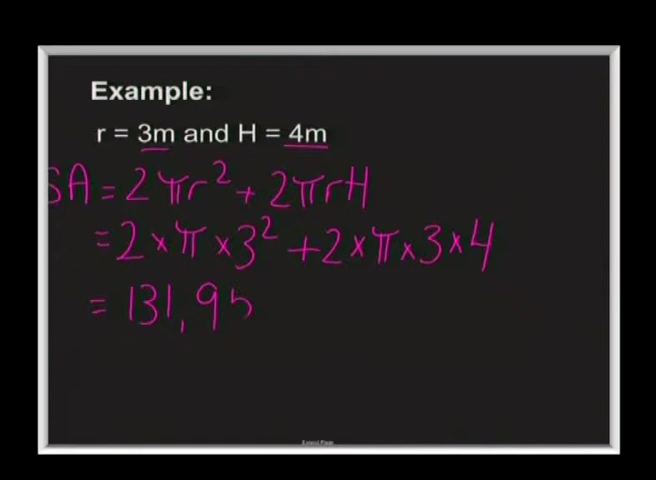 Example:
r = 3m and H = 4m
SA = 2πr² + 2πrH
= 2 × π × 3² + 2 × π × 3 × 4
= 131,95